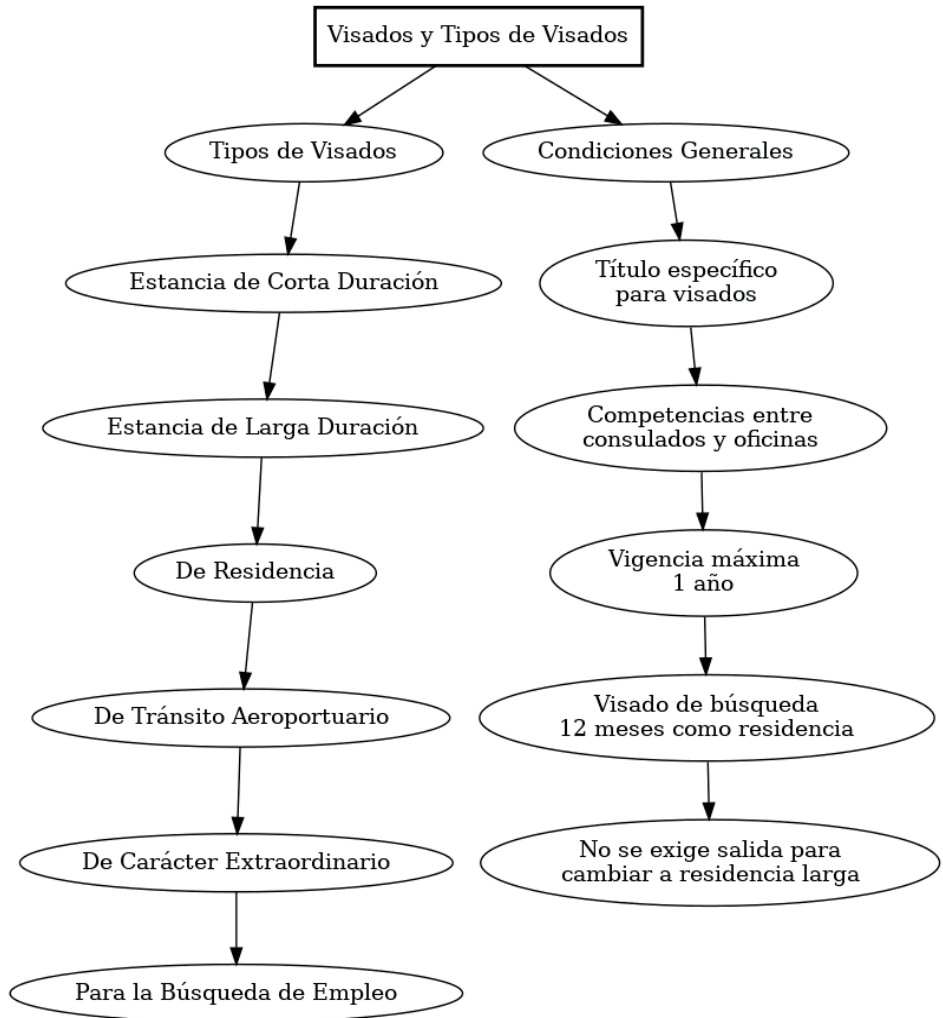 Visados y Tipos de Visados
Tipos de Visados
Condiciones Generales
Estancia de Corta Duración
Título específico
para visados
Estancia de Larga Duración
Competencias entre
consulados y oficinas
De Residencia
Vigencia máxima
1 año
De Tránsito Aeroportuario
Visado de búsqueda
12 meses como residencia
De Carácter Extraordinario
No se exige salida para
cambiar a residencia larga
Para la Búsqueda de Empleo